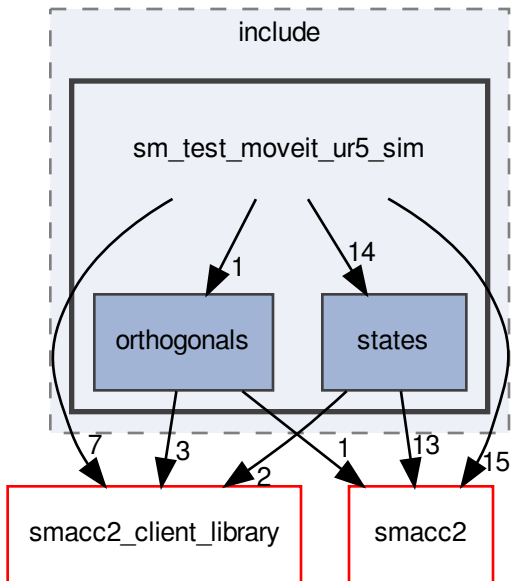 include
sm_test_moveit_ur5_sim
1
14
orthogonals
states
7
3
2
1
13
15
smacc2_client_library
smacc2